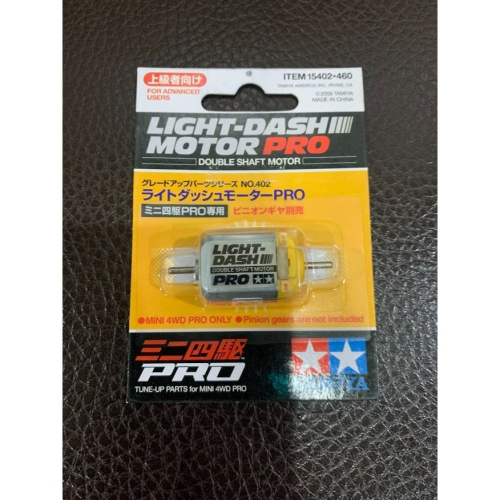 上級者向け
FOR ADVANCED
USERS
ITEM 15402•460
TAMIYA AMERICA, INC. IRVINE, CA
©2009 TAMIYA
MADE IN CHINA
LIGHT-DASH
MOTOR PRO
DOUBLE SHAFT MOTOR
グレードアップパーツシリーズ NO.402
ライトダッシュモーターPRO
ミニ四駆PRO専用
ピニオンギヤ別売
LIGHT-
DASH
DOUBLE SHAFT MOTOR
PRO
●MINI 4WD PRO ONLY ●Pinion gears are not included
ミニ四駆
PRO
TUNE-UP PARTS for MINI 4WD PRO
TAMIYA